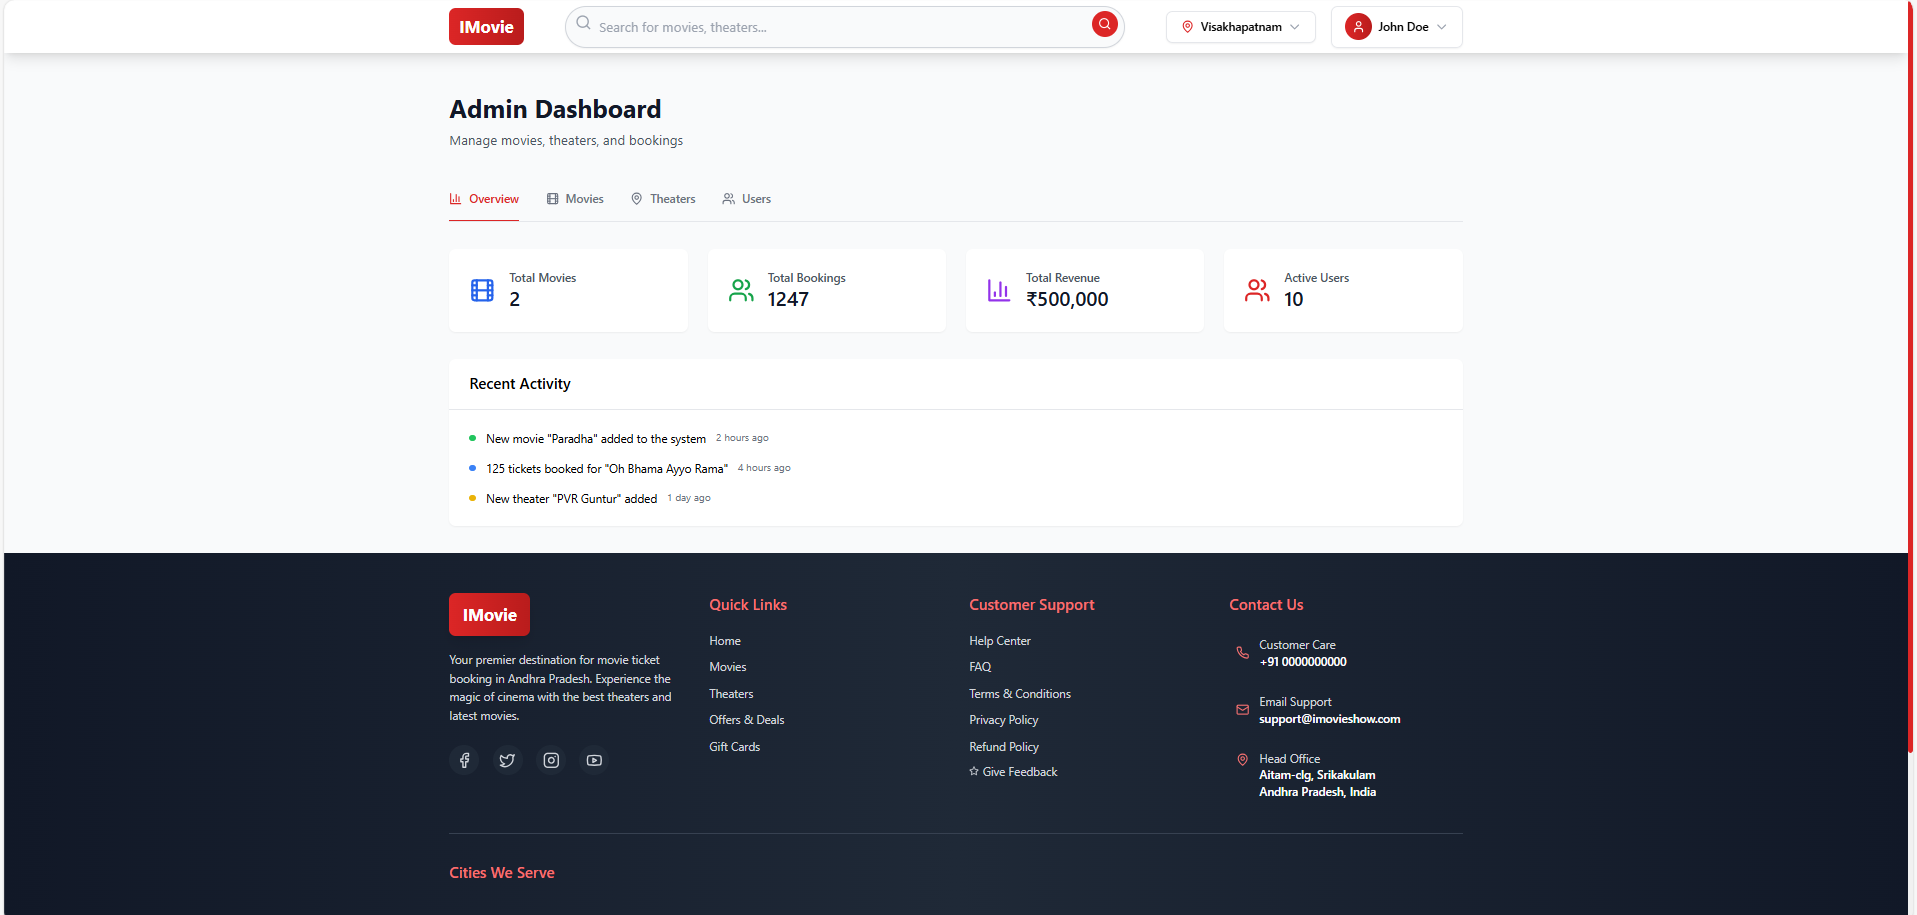 IMovie
Search for movies, theaters...
Visakhapatnam
John Doe
Admin Dashboard
Manage movies, theaters, and bookings
Overview
Movies
Theaters
Users
Total Movies
2
Total Bookings
1247
Total Revenue
₹500,000
Active Users
10
Recent Activity
New movie "Paradha" added to the system 2 hours ago
125 tickets booked for "Oh Bhama Ayyo Rama" 4 hours ago
New theater "PVR Guntur" added 1 day ago
IMovie
Your premier destination for movie ticket
booking in Andhra Pradesh. Experience the
magic of cinema with the best theaters and
latest movies.
Quick Links
Home
Movies
Theaters
Offers & Deals
Gift Cards
Customer Support
Help Center
FAQ
Terms & Conditions
Privacy Policy
Refund Policy
Give Feedback
Contact Us
Customer Care
+91 0000000000
Email Support
support@imovieshow.com
Head Office
Aitam-clg, Srikakulam
Andhra Pradesh, India
Cities We Serve